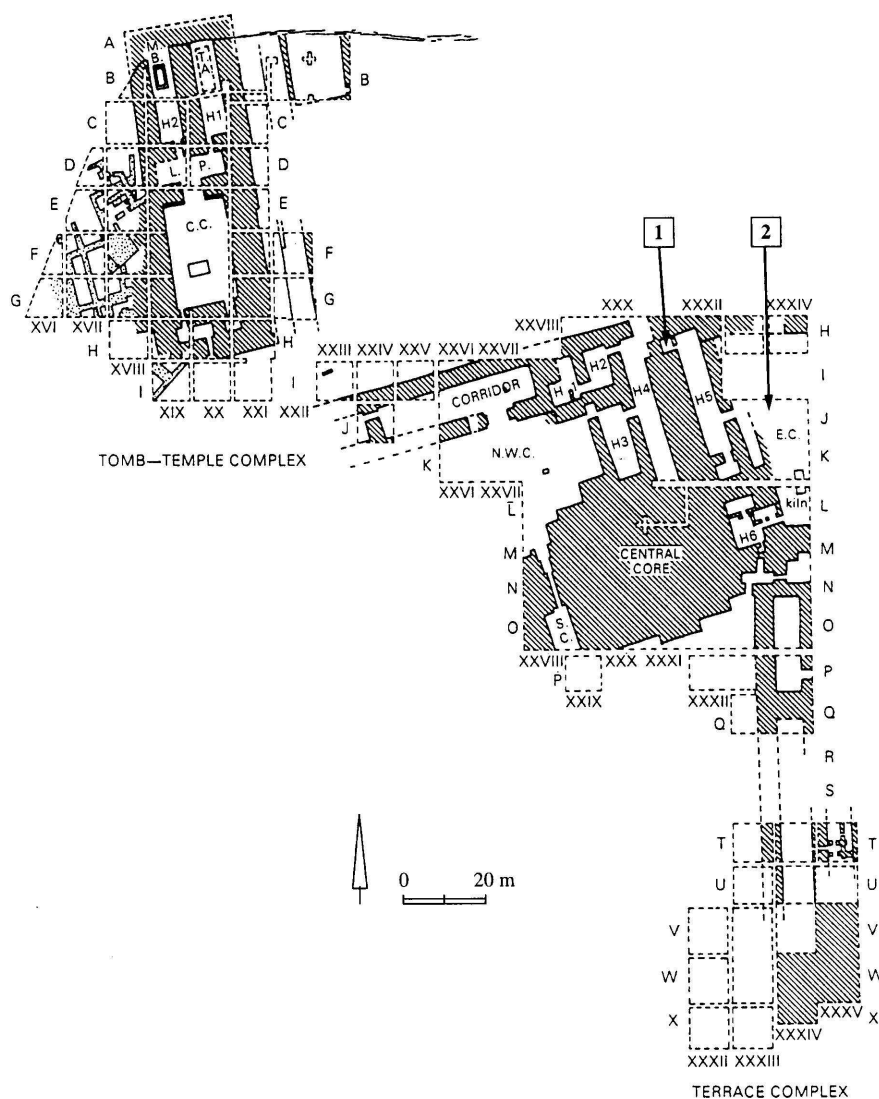 A
M.
B.
T.
A.
B
B
C
H2
H1
C
D
L.
P.
D
E
C.C.
E
F
F
G
G
XVI XVII
H
H
XVIII
I
I
XIX XX XXI XXII
TOMB—TEMPLE COMPLEX
1
2
XXX XXXII
XXVIII
XXXIV
H
XXIII XXIV XXV XXVI XXVII
H2
H
H4
I
CORRIDOR
H5
J
J
E.C.
H3
K
N.W.C.
K
XXVI XXVII
L
kiln
L
H6
M
CENTRAL
CORE
M
N
N
O
S.
C.
O
XXVIII XXX XXXI
P
P
XXIX
XXXII
Q
Q
R
S
T
T
0 20 m
U
U
V
V
W
W
X
X
XXXIV XXXV
XXXII XXXIII
TERRACE COMPLEX